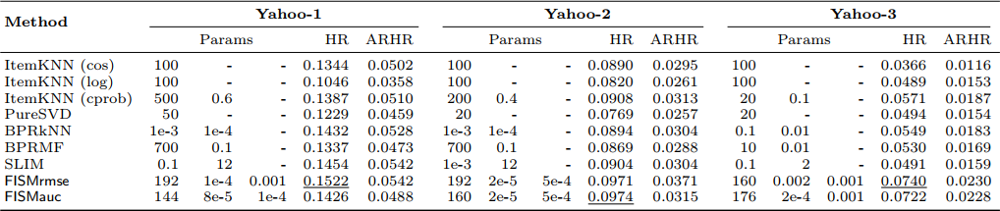 Method Yahoo-1 Yahoo-2 Yahoo-3
Params HR ARHR Params HR ARHR Params HR ARHR
ItemKNN (cos) 100 - - 0.1344 0.0502 100 - - 0.0890 0.0295 100 - - 0.0366 0.0116
ItemKNN (log) 100 - - 0.1046 0.0358 100 - - 0.0820 0.0261 100 - - 0.0489 0.0153
ItemKNN (cprob) 500 0.6 - 0.1387 0.0510 200 0.4 - 0.0908 0.0313 20 0.1 - 0.0571 0.0187
PureSVD 50 - - 0.1229 0.0459 20 - - 0.0769 0.0257 20 - - 0.0494 0.0154
BPRkNN 1e-3 1e-4 - 0.1432 0.0528 1e-3 1e-4 - 0.0894 0.0304 0.1 0.01 - 0.0549 0.0183
BPRMF 700 0.1 - 0.1337 0.0473 700 0.1 - 0.0869 0.0288 10 0.01 - 0.0530 0.0169
SLIM 0.1 12 - 0.1454 0.0542 1e-3 12 - 0.0904 0.0304 0.1 2 - 0.0491 0.0159
FISMrmse 192 1e-4 0.001 0.1522 0.0542 192 2e-5 5e-4 0.0971 0.0371 160 0.002 0.001 0.0740 0.0230
FISMauc 144 8e-5 1e-4 0.1426 0.0488 160 2e-5 5e-4 0.0974 0.0315 176 2e-4 0.001 0.0722 0.0228